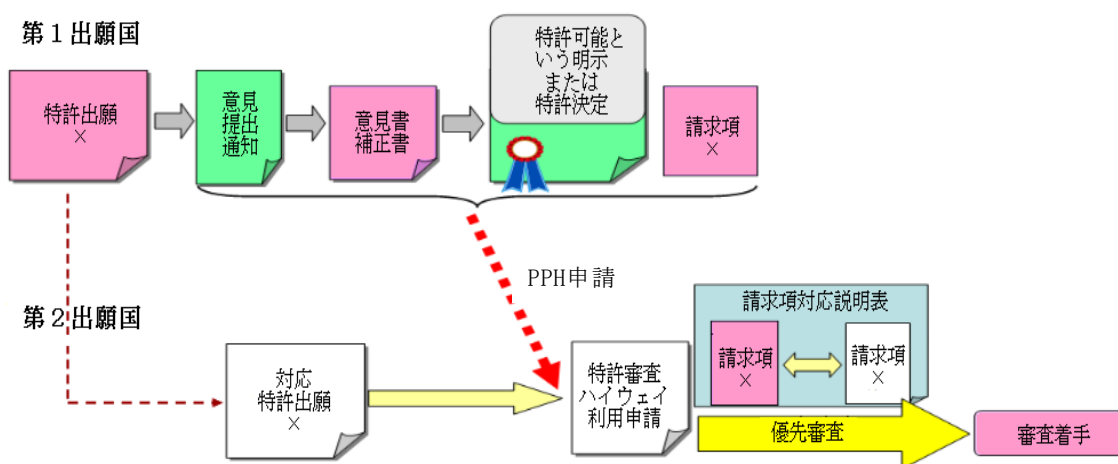 第1出願国
特許出願
X
意見
提出
通知
意見書
補正書
特許可能と
いう明示
または
特許決定
請求項
X
PPH申請
第2出願国
対応
特許出願
X
特許審査
ハイウェイ
利用申請
請求項対応説明表
請求項
X
請求項
X
優先審査
審査着手